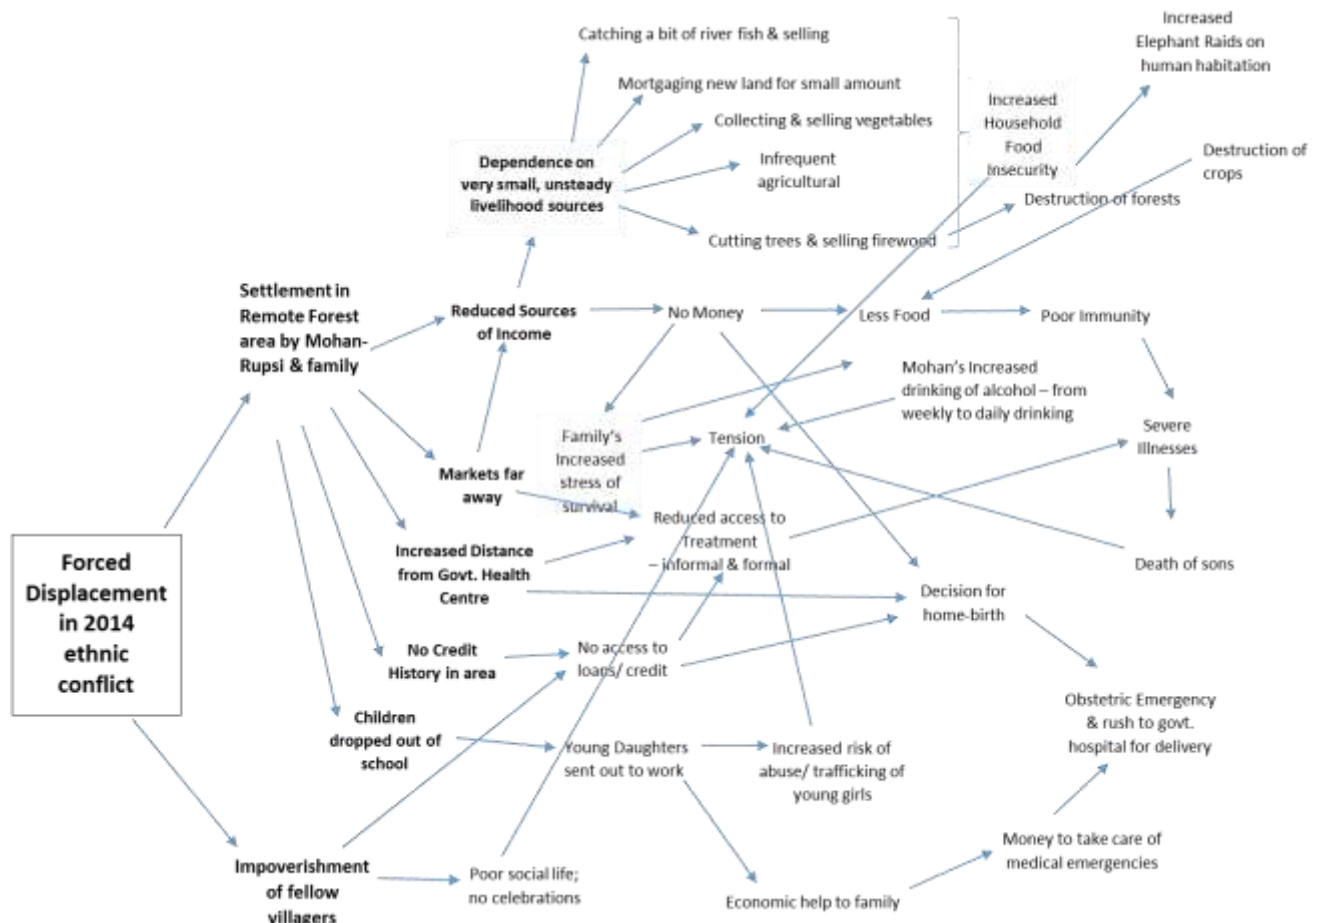 Catching a bit of river fish & selling
Mortgaging new land for small amount
Collecting & selling vegetables
Infrequent
agricultural
Cutting trees & selling firewood
Dependence on
very small, unsteady
livelihood sources
Increased
Household
Food
Insecurity
Increased
Elephant Raids on
human habitation
Destruction of
crops
Destruction of forests
Settlement in
Remote Forest
area by Mohan-
Rupsi & family
Reduced Sources
of Income
No Money
Less Food
Poor Immunity
Mohan's Increased
drinking of alcohol – from
weekly to daily drinking
Family's
Increased
stress of
survival
Tension
Severe
Illnesses
Markets far
away
Reduced access to
Treatment
– informal & formal
Increased Distance
from Govt. Health
Centre
Death of sons
Decision for
home-birth
Forced
Displacement
in 2014
ethnic
conflict
No Credit
History in area
No access to
loans/ credit
Children
dropped out of
school
Young Daughters
sent out to work
Increased risk of
abuse/ trafficking of
young girls
Obstetric Emergency
& rush to govt.
hospital for delivery
Impoverishment
of fellow
villagers
Poor social life;
no celebrations
Economic help to family
Money to take care of
medical emergencies